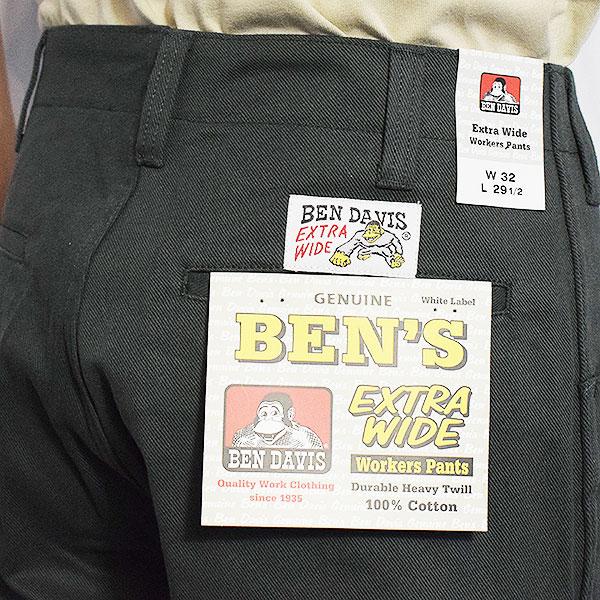 BEN DAVIS
Extra Wide
Workers Pants
W 32
L 29 1/2
BEN DAVIS
EXTRA
WIDE
®
GENUINE
White Label
BEN'S
BEN DAVIS
EXTRA
WIDE
Workers Pants
Quality Work Clothing
since 1935
Durable Heavy Twill
100% Cotton